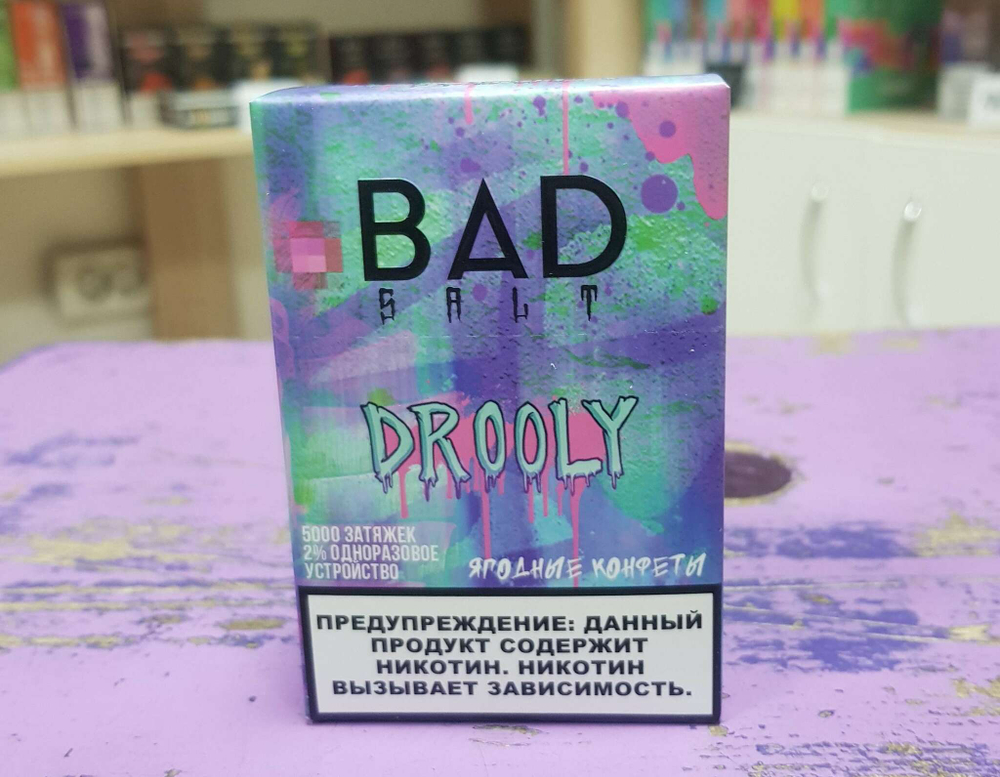 BAD
SALT
DROOLY
5000 ЗАТЯЖЕК
2% ОДНОРАЗОВОЕ
УСТРОЙСТВО
ЯГОДНЫЕ КОНФЕТЫ
ПРЕДУПРЕЖДЕНИЕ: ДАННЫЙ
ПРОДУКТ СОДЕРЖИТ
НИКОТИН. НИКОТИН
ВЫЗЫВАЕТ ЗАВИСИМОСТЬ.